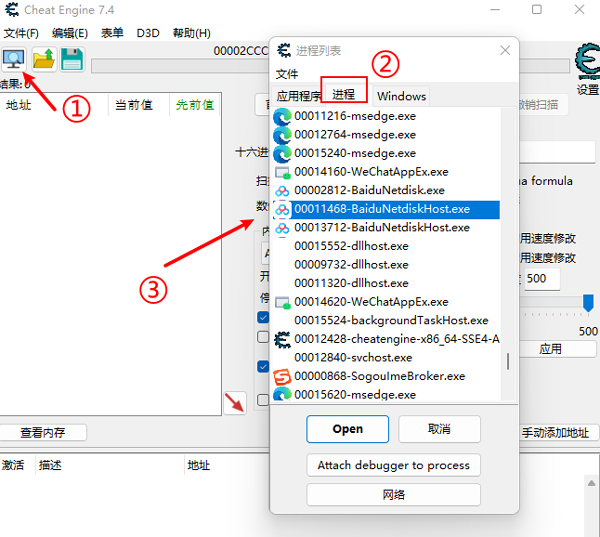 Cheat Engine 7.4
文件(F) 编辑(E) 表单 D3D 帮助(H)
00002CCC
进程列表
文件
应用程序 进程 Windows
①
②
③
设置
结果: 0
地址 当前值 先前值
撤销扫描
十六进
扫
数
formula
用速度修改
用速度修改
500
500
应用
开
停
00011216-msedge.exe
00012764-msedge.exe
00015240-msedge.exe
00014160-WeChatAppEx.exe
00002812-BaiduNetdisk.exe
00011468-BaiduNetdiskHost.exe
00013712-BaiduNetdiskHost.exe
00015552-dllhost.exe
00009732-dllhost.exe
00011320-dllhost.exe
00014620-WeChatAppEx.exe
00015524-backgroundTaskHost.exe
00012428-cheatengine-x86_64-SSE4-A
00012840-svchost.exe
00000868-SogouImeBroker.exe
00015620-msedge.exe
Open 取消
Attach debugger to process
网络
查看内存 手动添加地址
激活 描述 地址